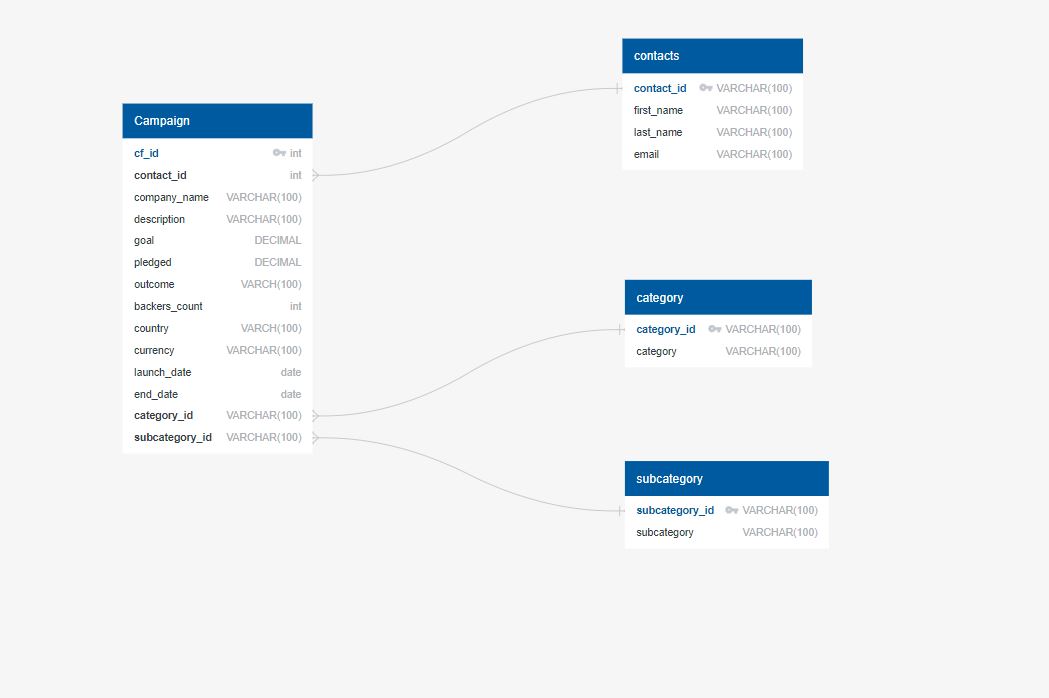 Campaign
cf_id int
contact_id int
company_name VARCHAR(100)
description VARCHAR(100)
goal DECIMAL
pledged DECIMAL
outcome VARCH(100)
backers_count int
country VARCH(100)
currency VARCHAR(100)
launch_date date
end_date date
category_id VARCHAR(100)
subcategory_id VARCHAR(100)
contacts
contact_id VARCHAR(100)
first_name VARCHAR(100)
last_name VARCHAR(100)
email VARCHAR(100)
category
category_id VARCHAR(100)
category VARCHAR(100)
subcategory
subcategory_id VARCHAR(100)
subcategory VARCHAR(100)